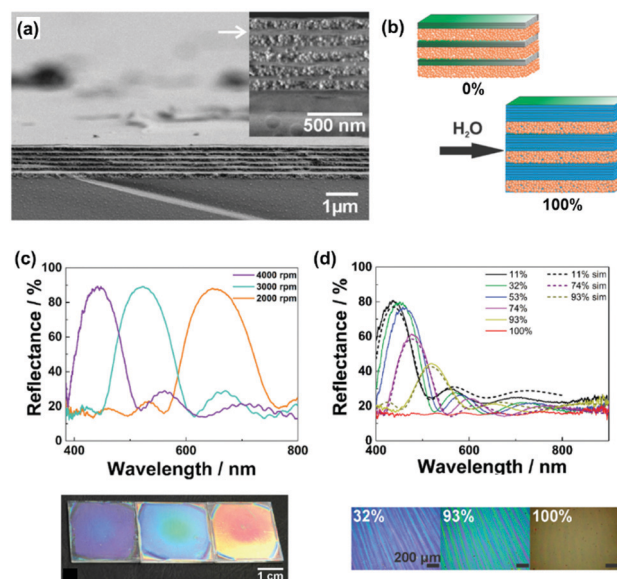 (a)
500 nm
1µm
(b)
0%
H₂O
100%
(c)
100
80
60
40
20
0
Reflectance / %
4000 rpm
3000 rpm
2000 rpm
400 500 600 700 800
Wavelength / nm
1 cm
(d)
100
80
60
40
20
0
Reflectance / %
11%
32%
53%
74%
93%
100%
11% sim
74% sim
93% sim
400 500 600 700 800 900
Wavelength / nm
32%
93%
100%
200 µm